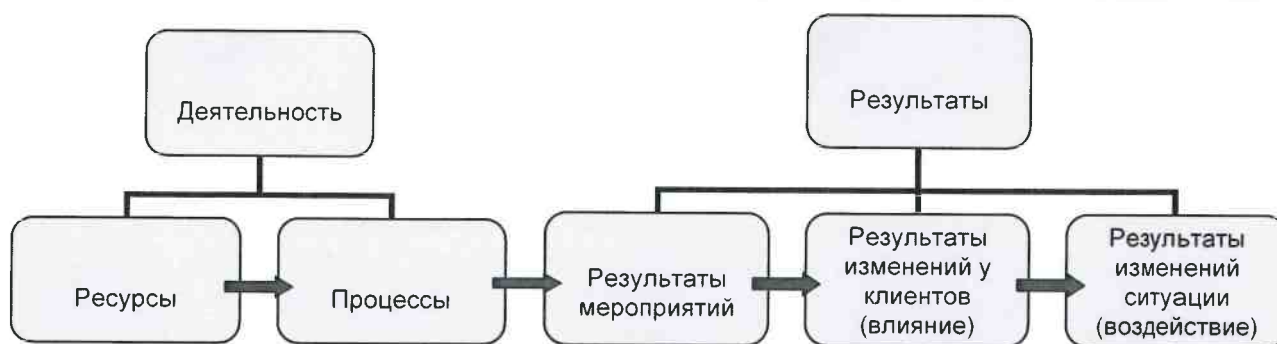 Деятельность
Результаты
Ресурсы
Процессы
Результаты
мероприятий
Результаты
изменений у
клиентов
(влияние)
Результаты
изменений
ситуации
(воздействие)